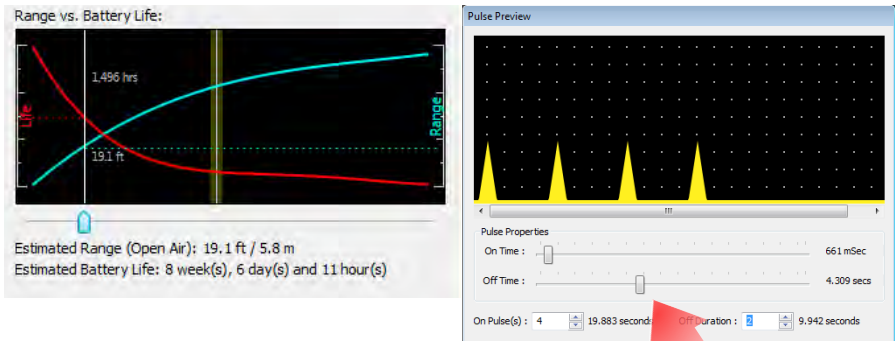 Range vs. Battery Life:
1,496 hrs
Life
Range
19.1 ft
Estimated Range (Open Air): 19.1 ft / 5.8 m
Estimated Battery Life: 8 week(s), 6 day(s) and 11 hour(s)
Pulse Preview
Pulse Properties
On Time : 661 mSec
Off Time : 4.309 secs
On Pulse(s) : 4 19.883 seconds Off Duration : 2 9.942 seconds